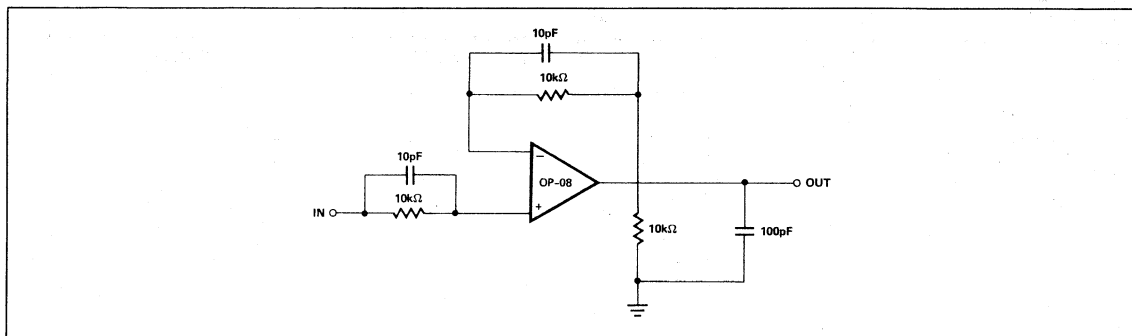 10pF
10kΩ
10pF
10kΩ
IN
−
OP-08
+
OUT
10kΩ
100pF